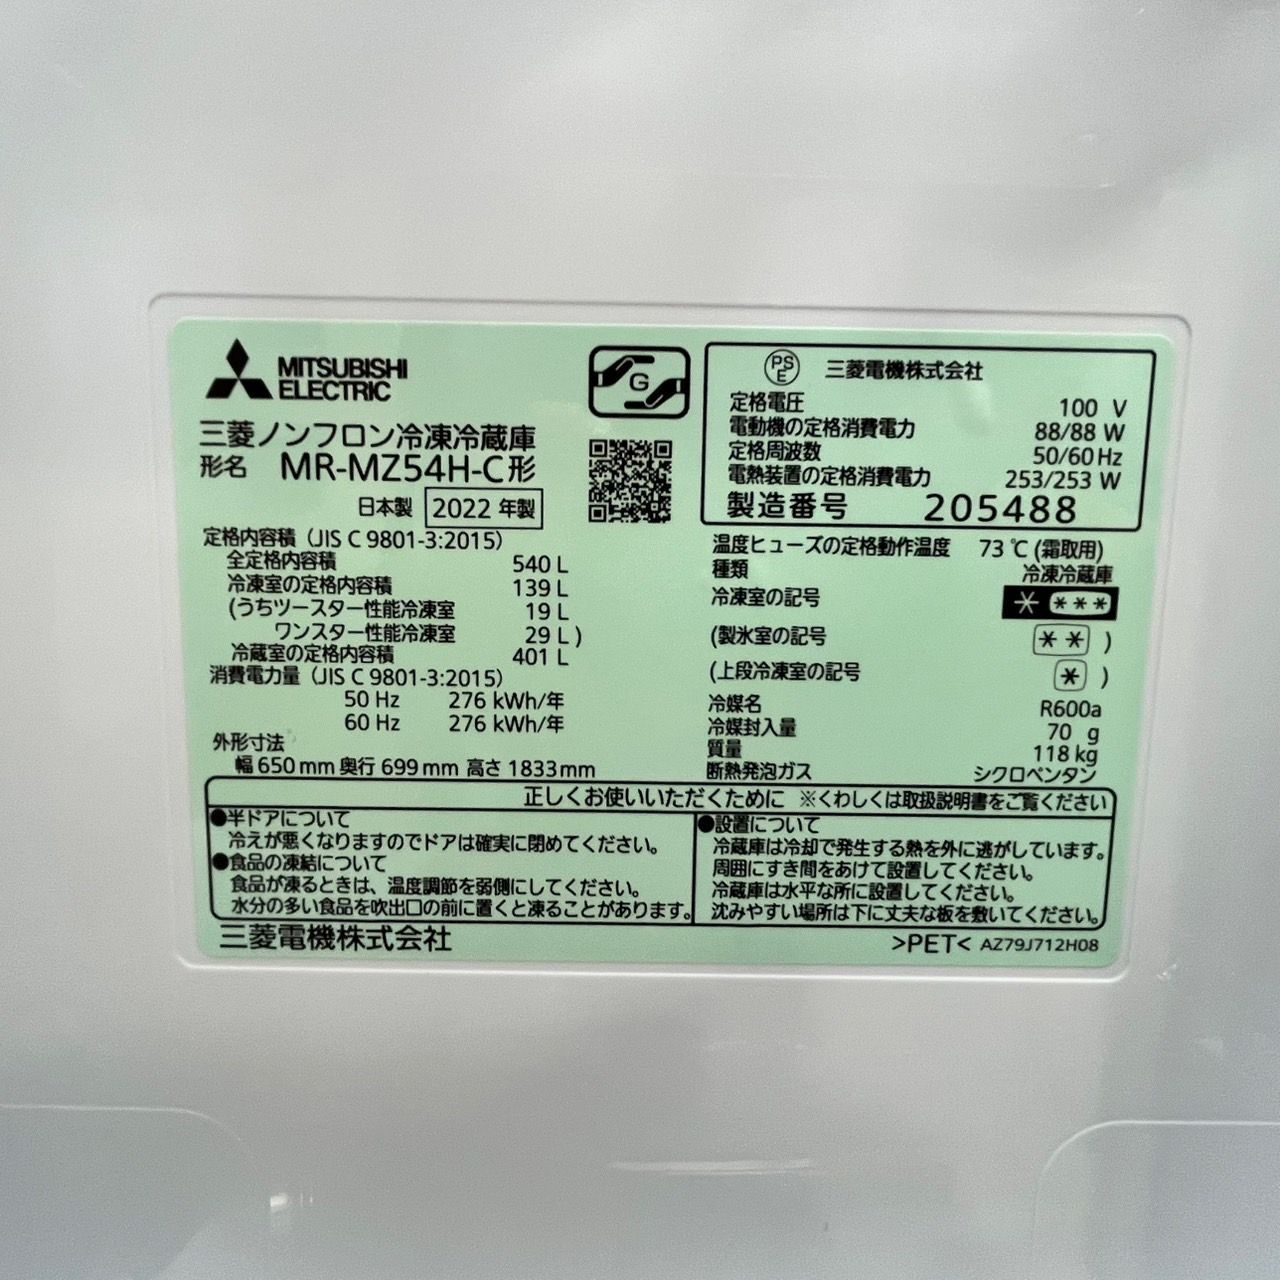 MITSUBISHI
ELECTRIC
G
三菱ノンフロン冷凍冷蔵庫
形名 MR-MZ54H-C形
日本製 2022 年製
定格内容積（JIS C 9801-3:2015）
全定格内容積 540 L
冷凍室の定格内容積 139 L
(うちツースター性能冷凍室 19 L
ワンスター性能冷凍室 29 L )
冷蔵室の定格内容積 401 L
消費電力量（JIS C 9801-3:2015）
50 Hz 276 kWh/年
60 Hz 276 kWh/年
外形寸法
幅 650 mm 奥行 699 mm 高さ 1833 mm
PSE 三菱電機株式会社
定格電圧 100 V
電動機の定格消費電力 88/88 W
定格周波数 50/60 Hz
電熱装置の定格消費電力 253/253 W
製造番号 205488
温度ヒューズの定格動作温度 73 ℃ (霜取用)
種類 冷凍冷蔵庫
冷凍室の記号 * ***
(製氷室の記号 ** )
(上段冷凍室の記号 * )
冷媒名 R600a
冷媒封入量 70 g
質量 118 kg
断熱発泡ガス シクロペンタン
正しくお使いいただくために ※くわしくは取扱説明書をご覧ください
●半ドアについて
冷えが悪くなりますのでドアは確実に閉めてください。
●食品の凍結について
食品が凍るときは、温度調節を弱側にしてください。
水分の多い食品を吹出口の前に置くと凍ることがあります。
●設置について
冷蔵庫は冷却で発生する熱を外に逃がしています。
周囲にすき間をあけて設置してください。
冷蔵庫は水平な所に設置してください。
沈みやすい場所は下に丈夫な板を敷いてください。
三菱電機株式会社
>PET< AZ79J712H08